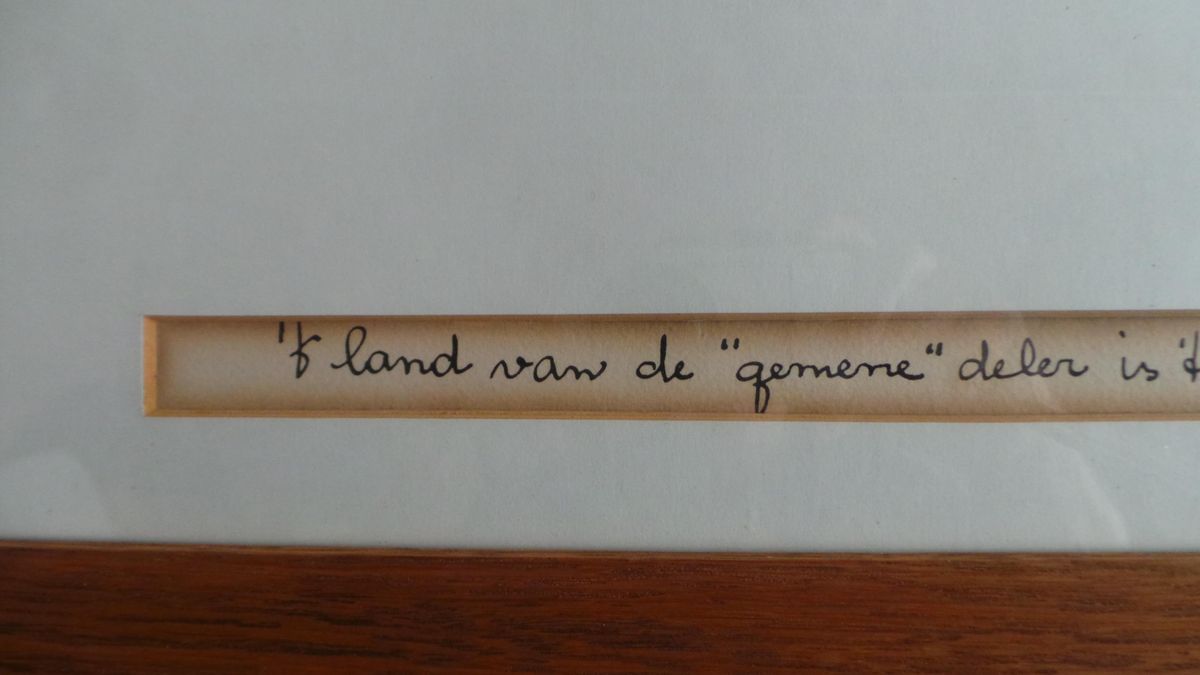 't land van de "gemene" deler is 't